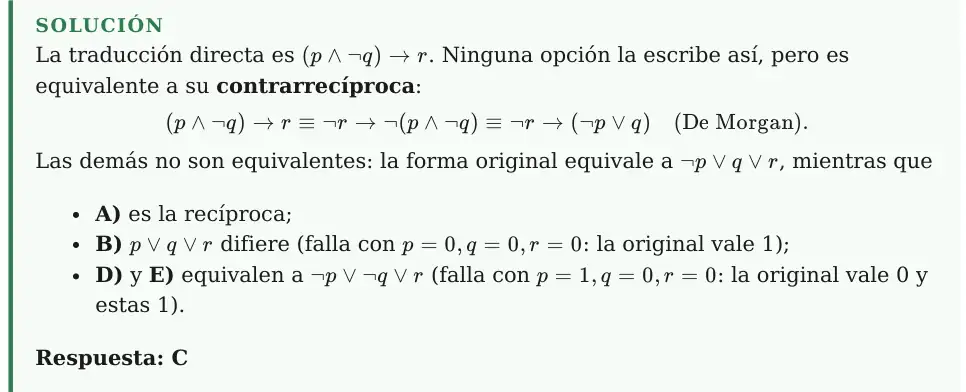 SOLUCIÓN
La traducción directa es (p ∧ ¬q) → r. Ninguna opción la escribe así, pero es
equivalente a su contrarrecíproca:
(p ∧ ¬q) → r ≡ ¬r → ¬(p ∧ ¬q) ≡ ¬r → (¬p ∨ q) (De Morgan).
Las demás no son equivalentes: la forma original equivale a ¬p ∨ q ∨ r, mientras que
• A) es la recíproca;
• B) p ∨ q ∨ r difiere (falla con p = 0, q = 0, r = 0: la original vale 1);
• D) y E) equivalen a ¬p ∨ ¬q ∨ r (falla con p = 1, q = 0, r = 0: la original vale 0 y
estas 1).
Respuesta: C